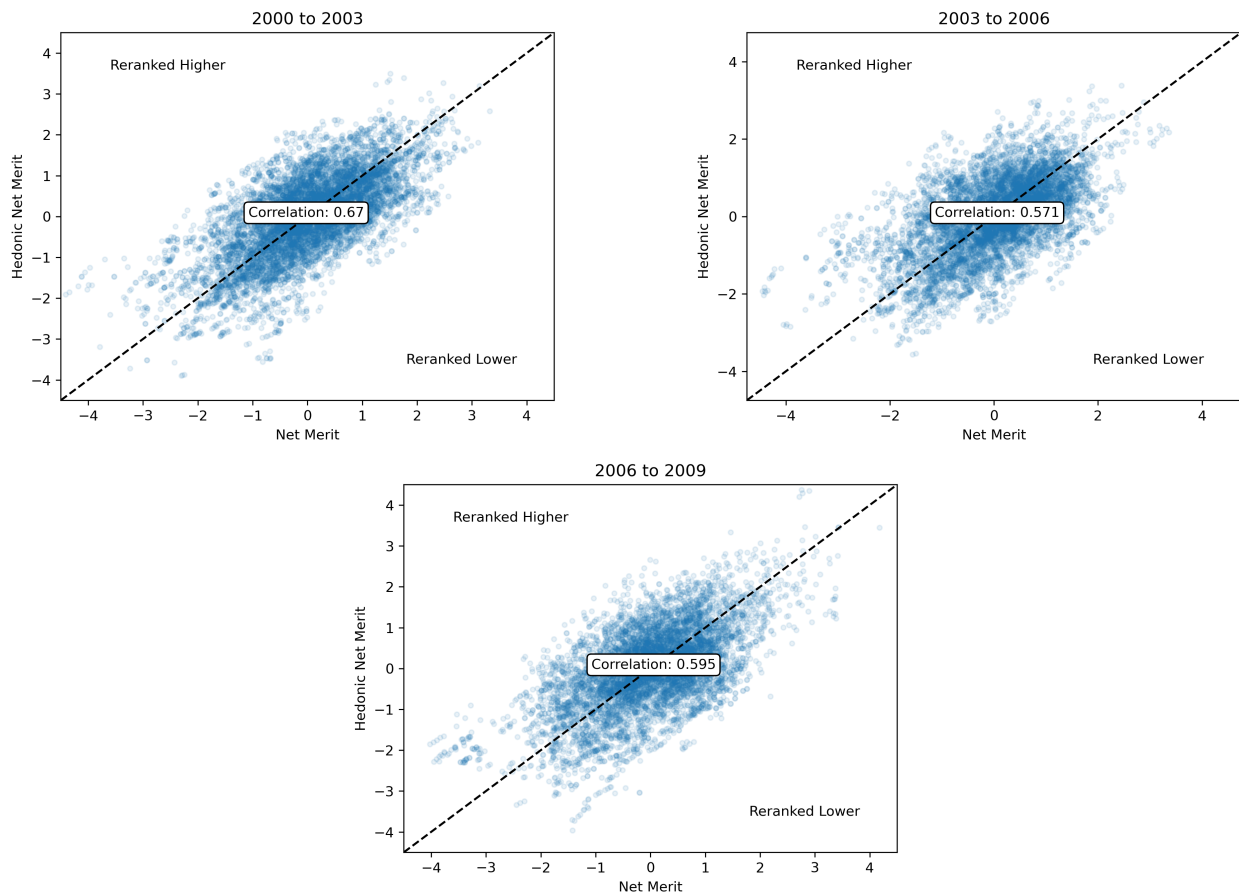 2000 to 2003
Reranked Higher
Correlation: 0.67
Reranked Lower
4
3
2
1
0
−1
−2
−3
−4
Hedonic Net Merit
−4 −3 −2 −1 0 1 2 3 4
Net Merit
2003 to 2006
Reranked Higher
Correlation: 0.571
Reranked Lower
4
2
0
−2
−4
Hedonic Net Merit
−4 −2 0 2 4
Net Merit
2006 to 2009
Reranked Higher
Correlation: 0.595
Reranked Lower
4
3
2
1
0
−1
−2
−3
−4
Hedonic Net Merit
−4 −3 −2 −1 0 1 2 3 4
Net Merit